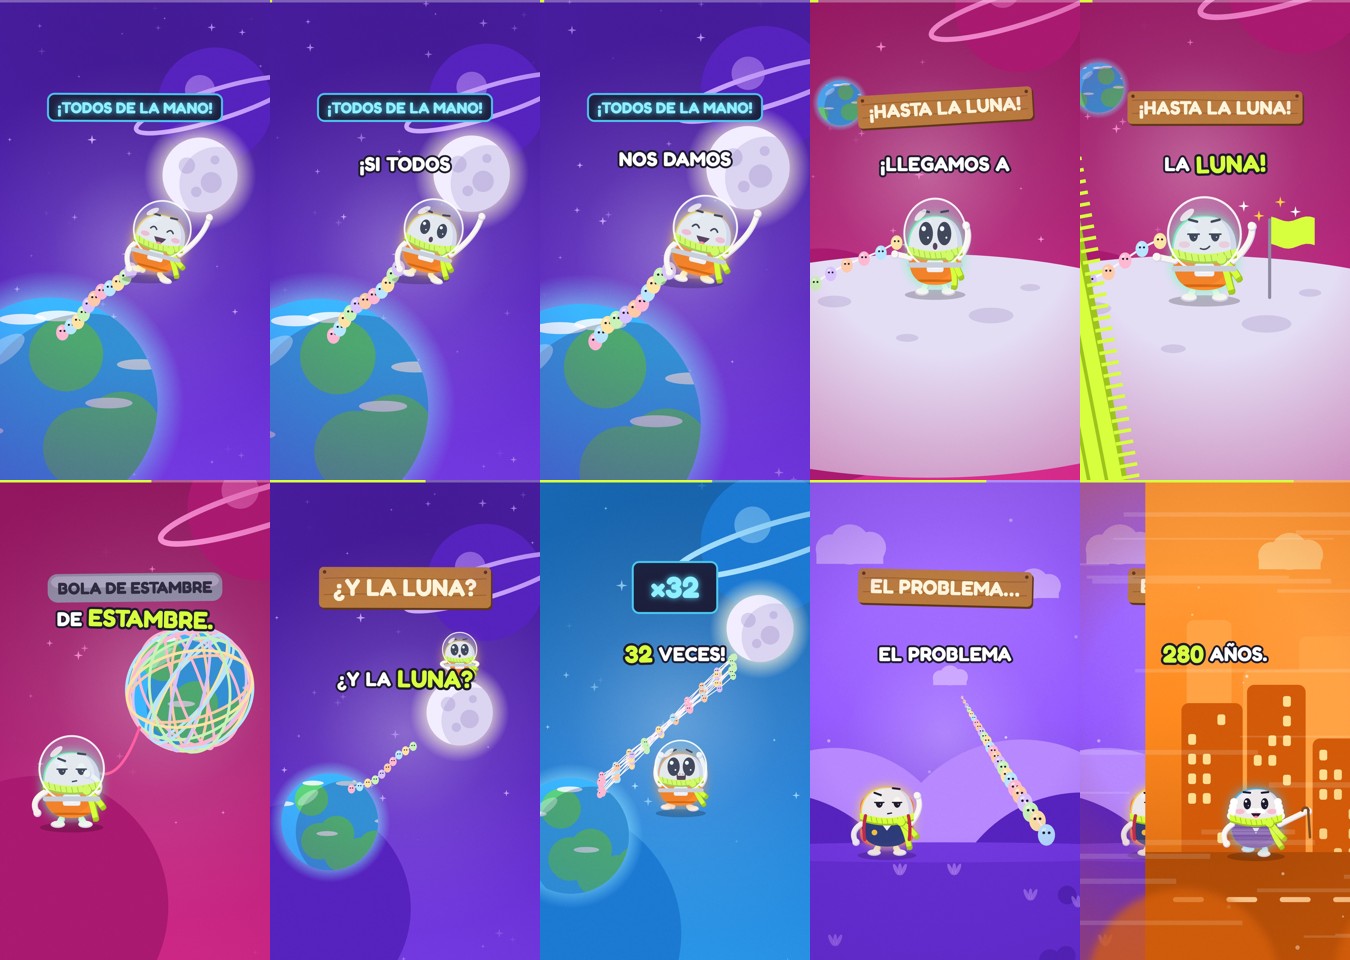 ¡TODOS DE LA MANO!
¡TODOS DE LA MANO!
¡SI TODOS
¡TODOS DE LA MANO!
NOS DAMOS
¡HASTA LA LUNA!
¡LLEGAMOS A
¡HASTA LA LUNA!
LA LUNA!
BOLA DE ESTAMBRE
DE ESTAMBRE.
¿Y LA LUNA?
¿Y LA LUNA?
×32
32 VECES!
EL PROBLEMA...
EL PROBLEMA
280 AÑOS.